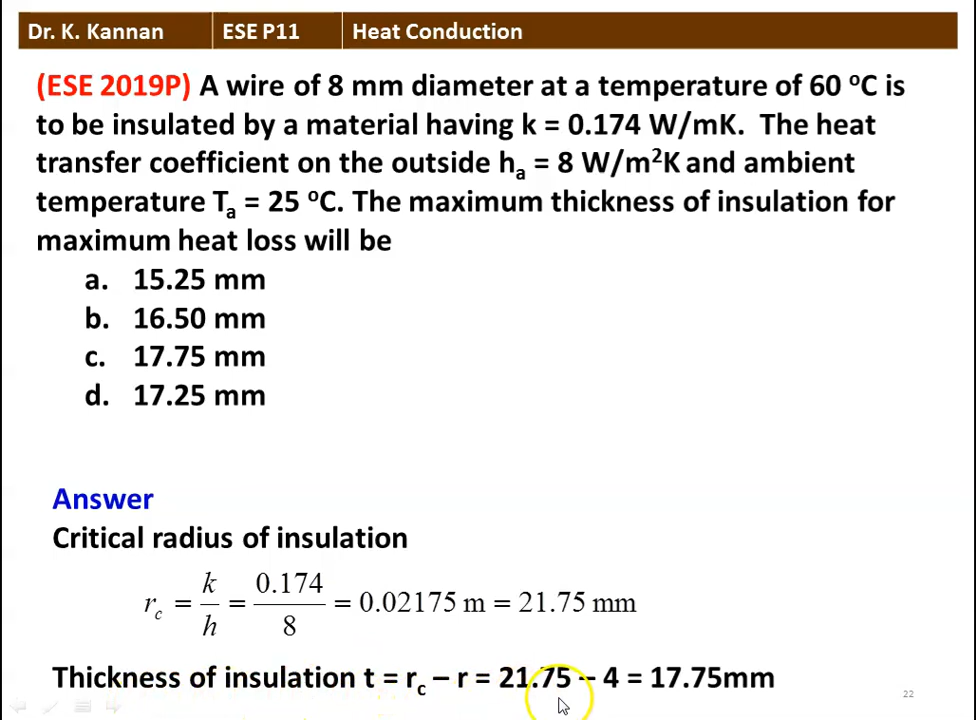 Dr. K. Kannan ESE P11 Heat Conduction
(ESE 2019P) A wire of 8 mm diameter at a temperature of 60 ºC is
to be insulated by a material having k = 0.174 W/mK. The heat
transfer coefficient on the outside hₐ = 8 W/m²K and ambient
temperature Tₐ = 25 ºC. The maximum thickness of insulation for
maximum heat loss will be
a. 15.25 mm
b. 16.50 mm
c. 17.75 mm
d. 17.25 mm
Answer
Critical radius of insulation
r_c = k/h = 0.174/8 = 0.02175 m = 21.75 mm
Thickness of insulation t = r_c – r = 21.75 – 4 = 17.75mm
22